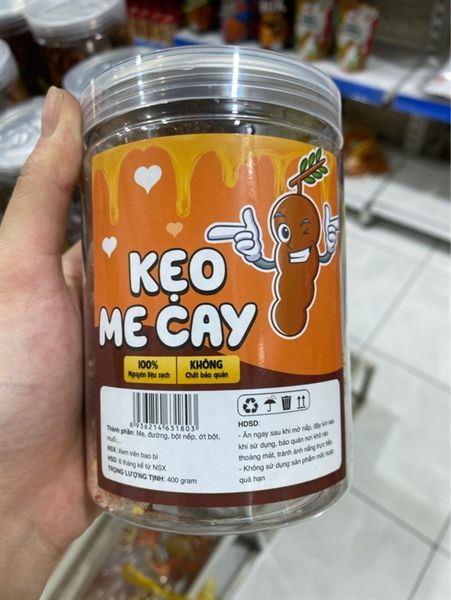 KẸO
ME CAY
100%
Nguyên liệu sạch
KHÔNG
Chất bảo quản
8936214631803
Thành phần: Me, đường, bột nếp, ớt bột,
muối,...
NSX: Xem trên bao bì
HSD: 6 tháng kể từ NSX
TRỌNG LƯỢNG TỊNH: 400 gram
HDSD:
- Ăn ngay sau khi mở nắp, đậy kín sau
khi sử dụng, bảo quản nơi khô ráo
thoáng mát, tránh ánh nắng trực tiếp.
- Không sử dụng sản phẩm mốc hoặc
quá hạn